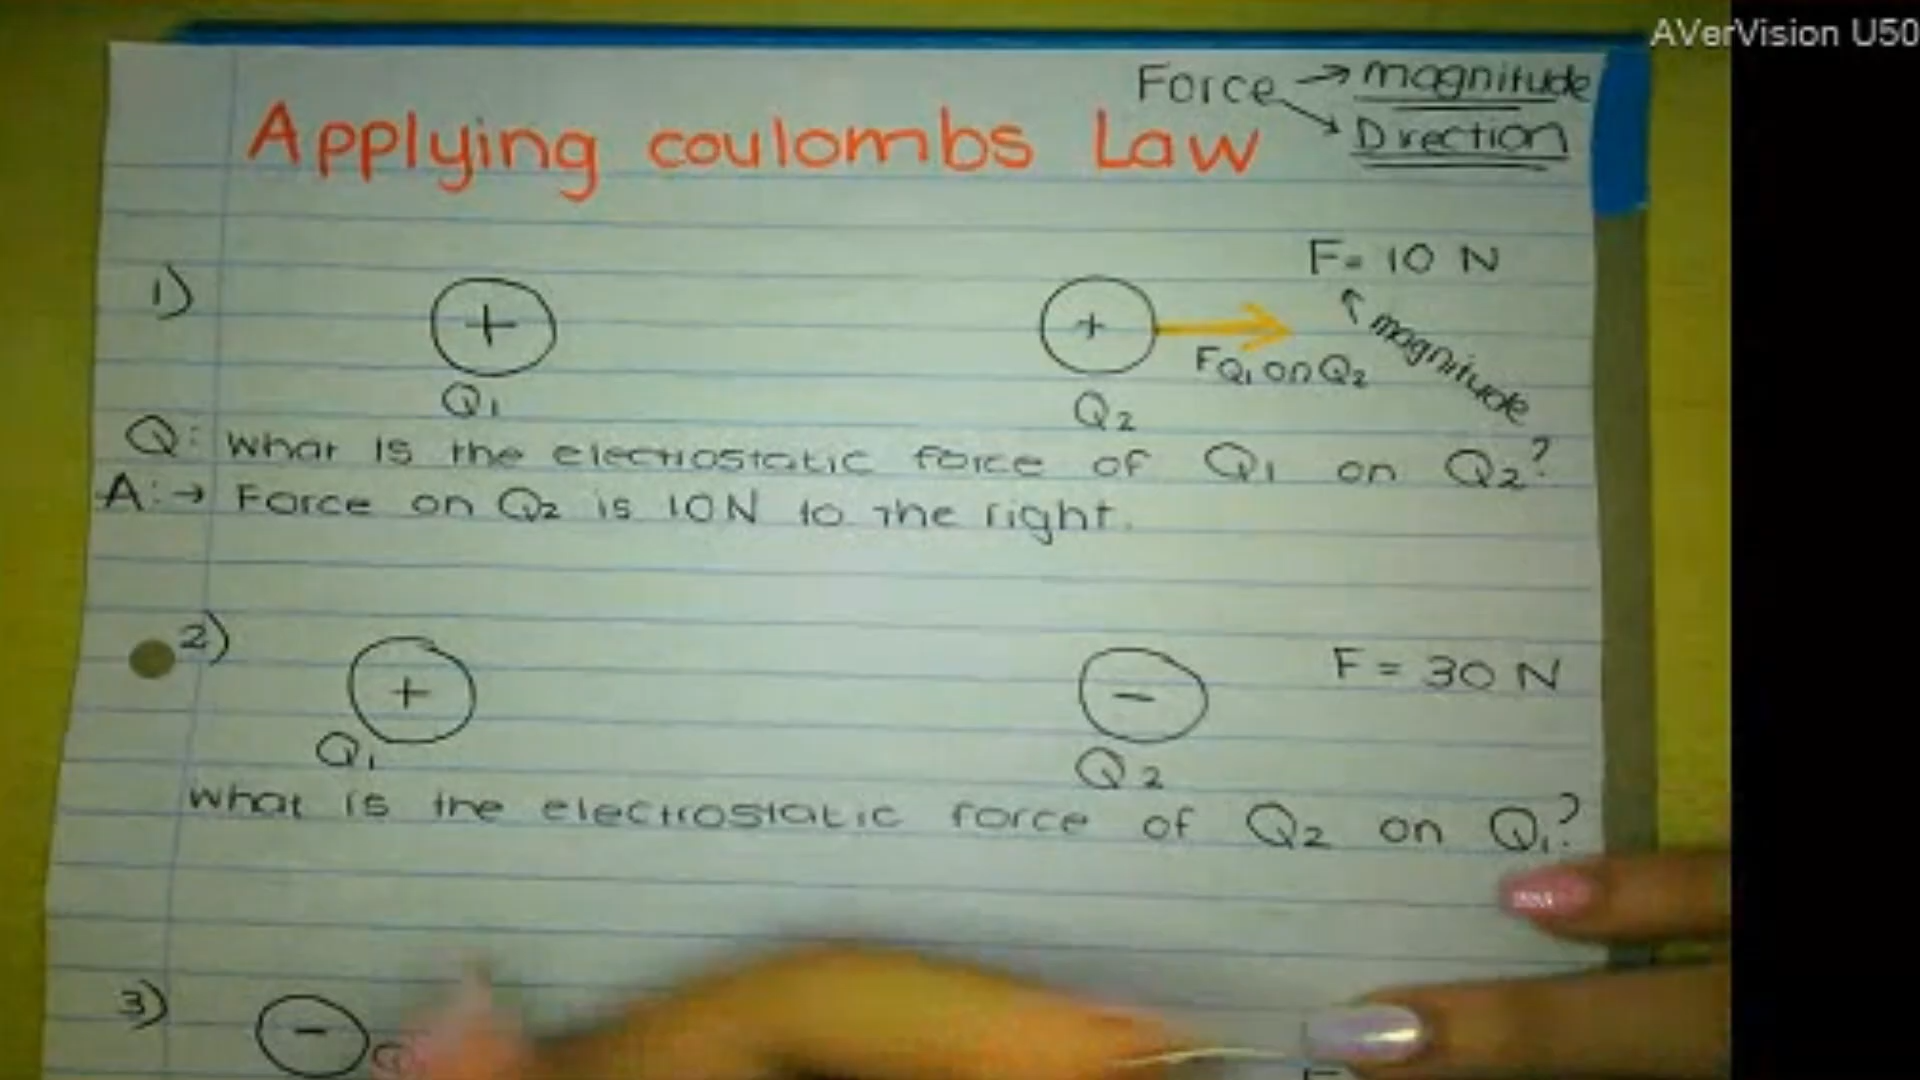 AVerVision U50
Force → magnitude
↘ Direction
Applying coulombs Law
1)
+
+
F = 10 N
magnitude
FQ₁ on Q₂
Q₁
Q₂
Q: What is the electrostatic force of Q₁ on Q₂?
A: → Force on Q₂ is 10N to the right.
2)
+
−
F = 30 N
Q₁
Q₂
What is the electrostatic force of Q₂ on Q₁?
3)
−